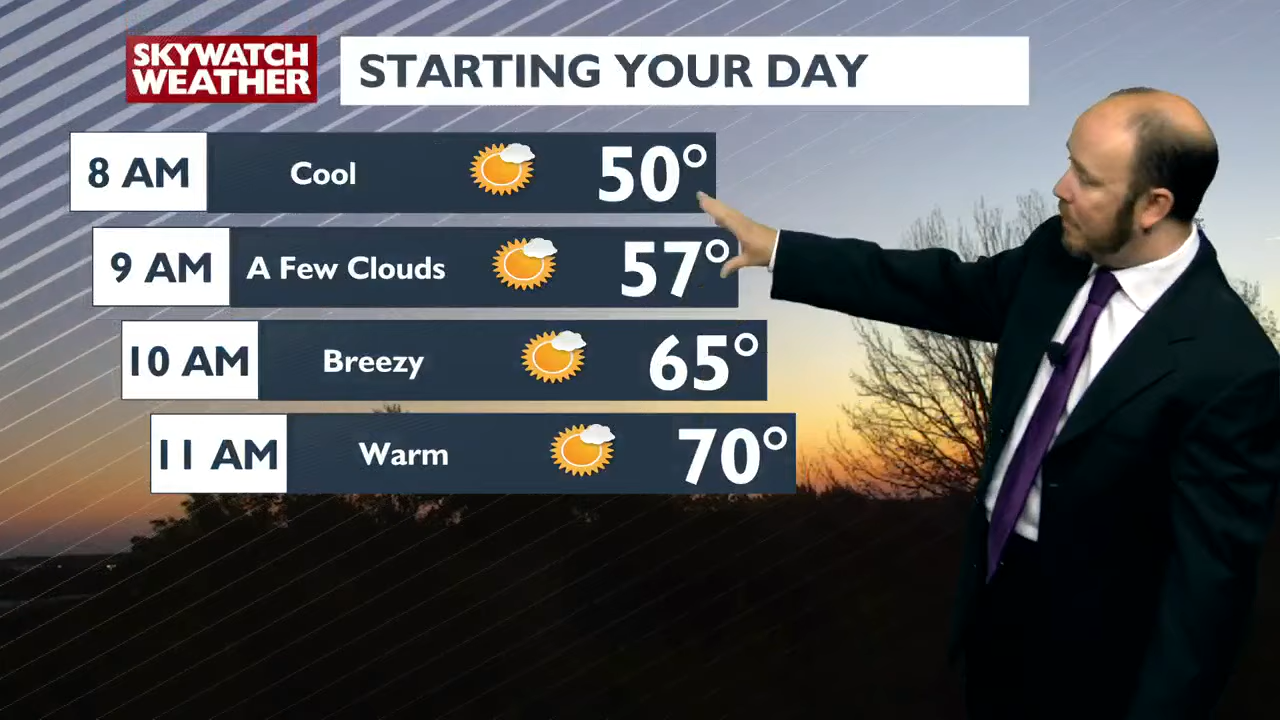 SKYWATCH
WEATHER
STARTING YOUR DAY
8 AM Cool 50°
9 AM A Few Clouds 57°
10 AM Breezy 65°
11 AM Warm 70°